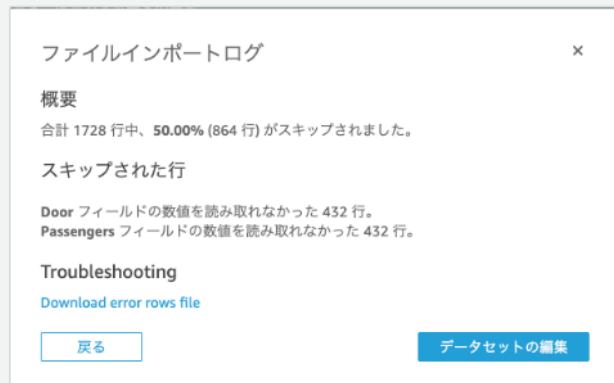 ファイルインポートログ
×
概要
合計 1728 行中、50.00% (864 行) がスキップされました。
スキップされた行
Door フィールドの数値を読み取れなかった 432 行。
Passengers フィールドの数値を読み取れなかった 432 行。
Troubleshooting
Download error rows file
戻る
データセットの編集